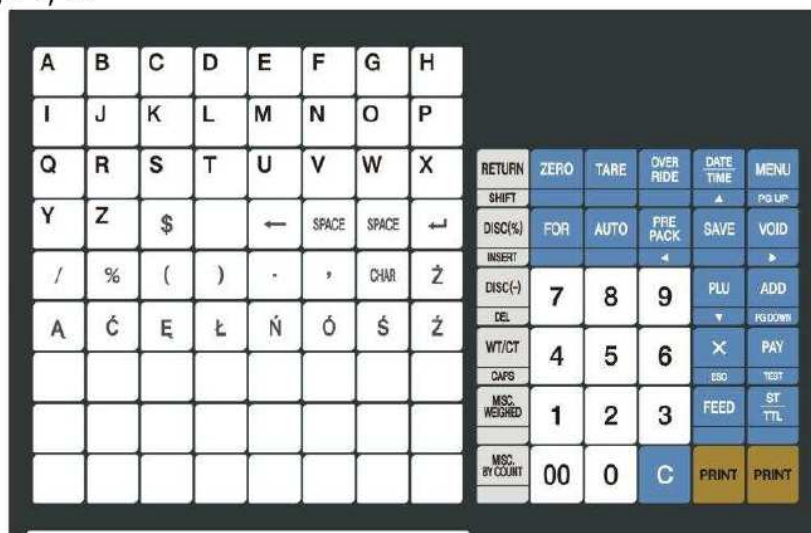 A B C D E F G H
I J K L M N O P
Q R S T U V W X
Y Z $ ← SPACE SPACE ↵
/ % ( ) . , CHAR Ż
Ą Ć Ę Ł Ń Ó Ś Ź
RETURN ZERO TARE OVER RIDE DATE TIME MENU
SHIFT ▲ PG UP
DISC(%) FOR AUTO PRE PACK SAVE VOID
INSERT ◄ ►
DISC(-) 7 8 9 PLU ADD
DEL ▼ PG DOWN
WT/CT 4 5 6 X PAY
CAPS ESC TEST
MISC. WEIGHED 1 2 3 FEED ST TTL
MISC. BY COUNT 00 0 C PRINT PRINT